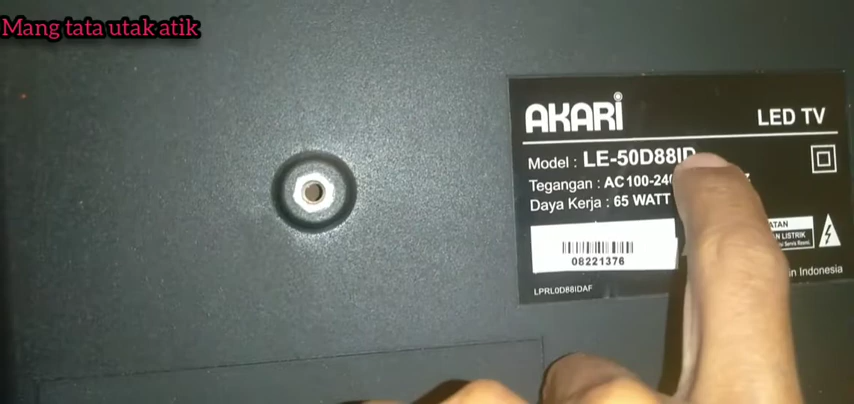 Mang tata utak atik
AKARI
LED TV
Model : LE-50D88ID
Tegangan : AC100-240
Daya Kerja : 65 WATT
08221376
LISTRIK
in Indonesia
LPRL0D88IDAF